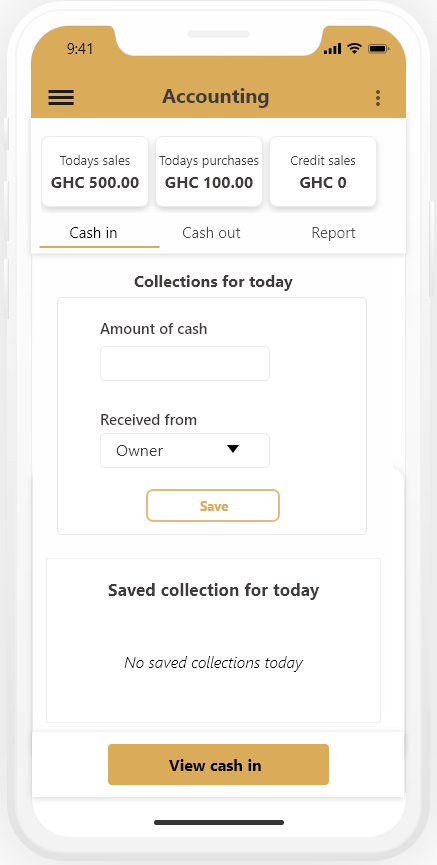 9:41
Accounting
Todays sales Todays purchases Credit sales
GHC 500.00 GHC 100.00 GHC 0
Cash in Cash out Report
Collections for today
Amount of cash
Received from
Owner
Save
Saved collection for today
No saved collections today
View cash in